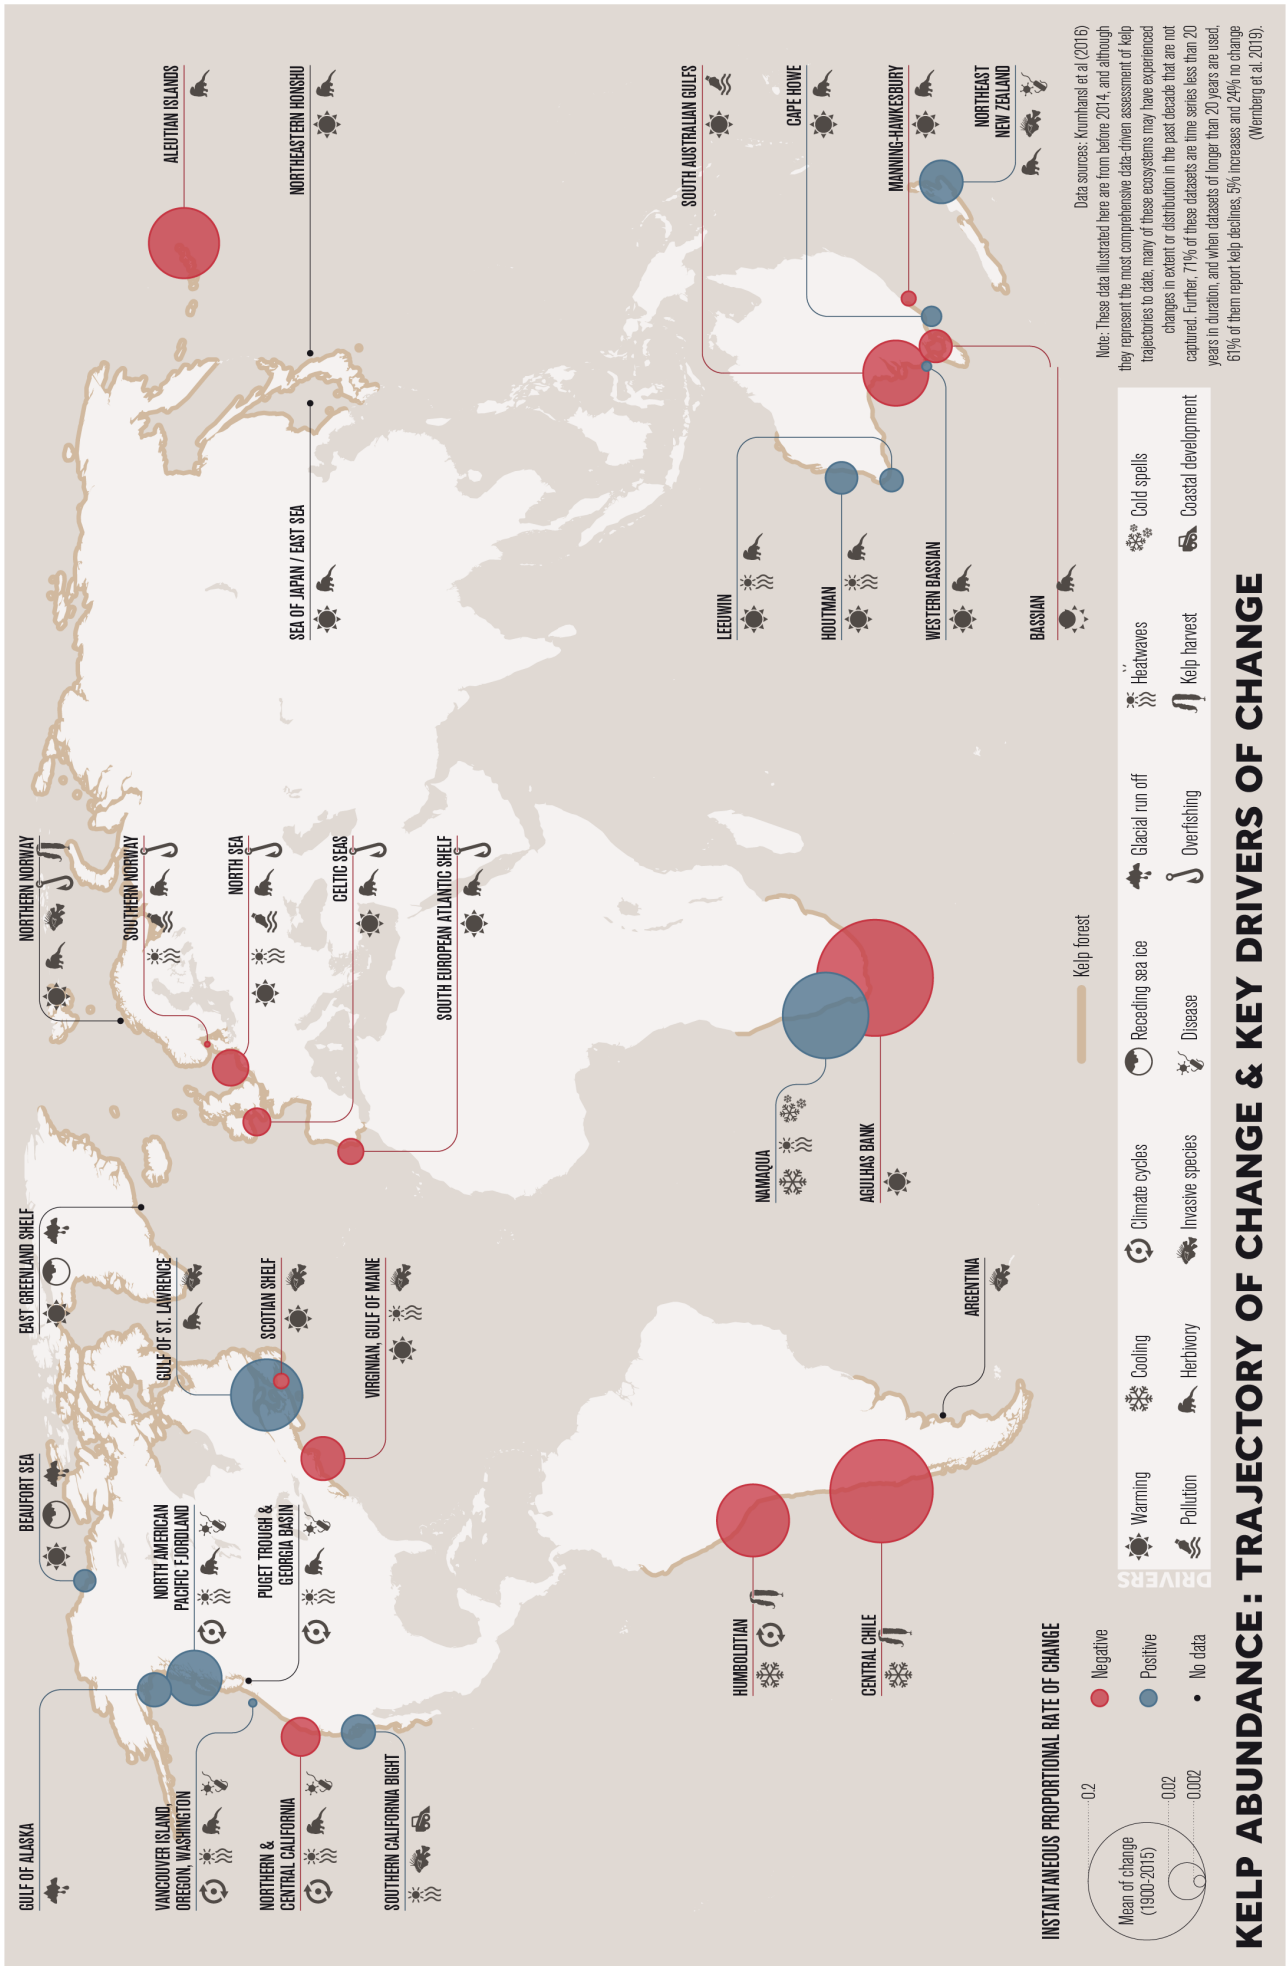 GULF OF ALASKA
VANCOUVER ISLAND,
OREGON, WASHINGTON
NORTHERN &
CENTRAL CALIFORNIA
SOUTHERN CALIFORNIA BIGHT
BEAUFORT SEA
NORTH AMERICAN
PACIFIC FJORDLAND
PUGET TROUGH &
GEORGIA BASIN
EAST GREENLAND SHELF
GULF OF ST. LAWRENCE
SCOTIAN SHELF
VIRGINIAN, GULF OF MAINE
NORTHERN NORWAY
SOUTHERN NORWAY
NORTH SEA
CELTIC SEAS
SOUTH EUROPEAN ATLANTIC SHELF
SEA OF JAPAN / EAST SEA
ALEUTIAN ISLANDS
NORTHEASTERN HONSHU
HUMBOLDTIAN
CENTRAL CHILE
ARGENTINA
NAMAQUA
AGULHAS BANK
LEEUWIN
HOUTMAN
WESTERN BASSIAN
BASSIAN
SOUTH AUSTRALIAN GULFS
CAPE HOWE
MANNING-HAWKESBURY
NORTHEAST
NEW ZEALAND
INSTANTANEOUS PROPORTIONAL RATE OF CHANGE
Mean of change
(1900-2015)
0.2
0.02
0.002
Negative
Positive
No data
Kelp forest
DRIVERS
Warming
Cooling
Climate cycles
Receding sea ice
Glacial run off
Heatwaves
Cold spells
Pollution
Herbivory
Invasive species
Disease
Overfishing
Kelp harvest
Coastal development
Data sources: Krumhansl et al (2016)
Note: These data illustrated here are from before 2014, and although
they represent the most comprehensive data-driven assessment of kelp
trajectories to date, many of these ecosystems may have experienced
changes in extent or distribution in the past decade that are not
captured. Further, 71% of these datasets are time series less than 20
years in duration, and when datasets of longer than 20 years are used,
61% of them report kelp declines, 5% increases and 24% no change
(Wernberg et al. 2019).
KELP ABUNDANCE: TRAJECTORY OF CHANGE & KEY DRIVERS OF CHANGE